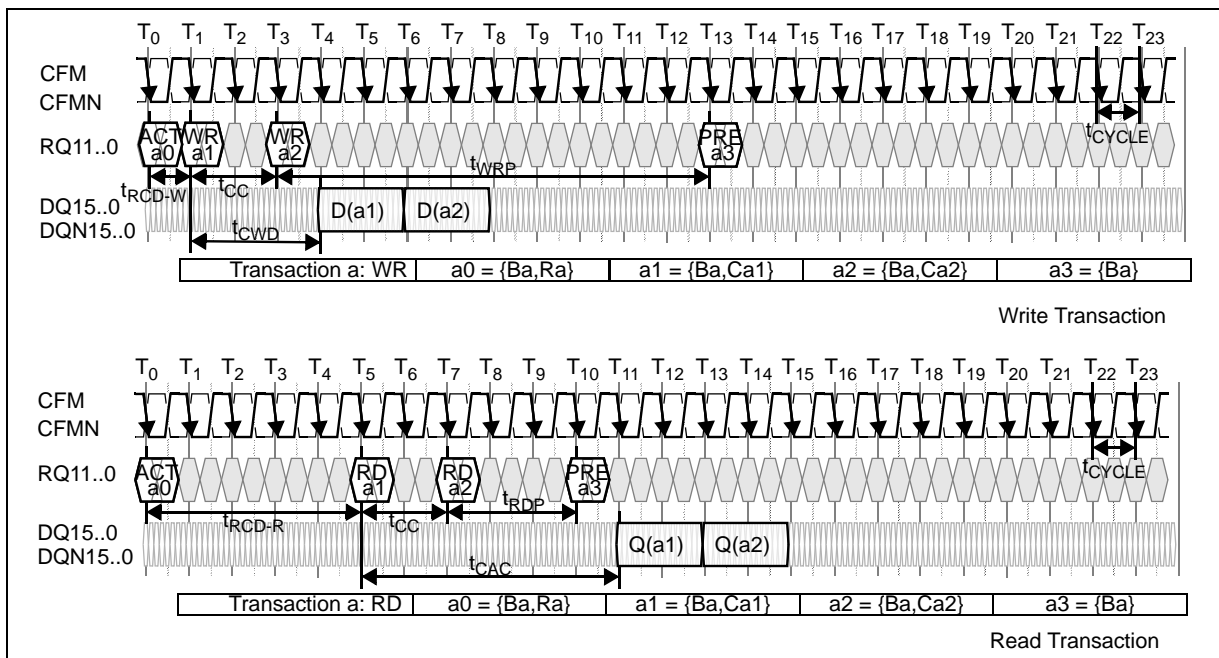 T0 T1 T2 T3 T4 T5 T6 T7 T8 T9 T10 T11 T12 T13 T14 T15 T16 T17 T18 T19 T20 T21 T22 T23
CFM
CFMN
RQ11..0
ACT a0
WR a1
WR a2
PRE a3
tRCD-W
tCC
tWRP
tCYCLE
DQ15..0
DQN15..0
D(a1)
D(a2)
tCWD
Transaction a: WR
a0 = {Ba,Ra}
a1 = {Ba,Ca1}
a2 = {Ba,Ca2}
a3 = {Ba}
Write Transaction
T0 T1 T2 T3 T4 T5 T6 T7 T8 T9 T10 T11 T12 T13 T14 T15 T16 T17 T18 T19 T20 T21 T22 T23
CFM
CFMN
RQ11..0
ACT a0
RD a1
RD a2
PRE a3
tRCD-R
tCC
tRDP
tCYCLE
DQ15..0
DQN15..0
Q(a1)
Q(a2)
tCAC
Transaction a: RD
a0 = {Ba,Ra}
a1 = {Ba,Ca1}
a2 = {Ba,Ca2}
a3 = {Ba}
Read Transaction